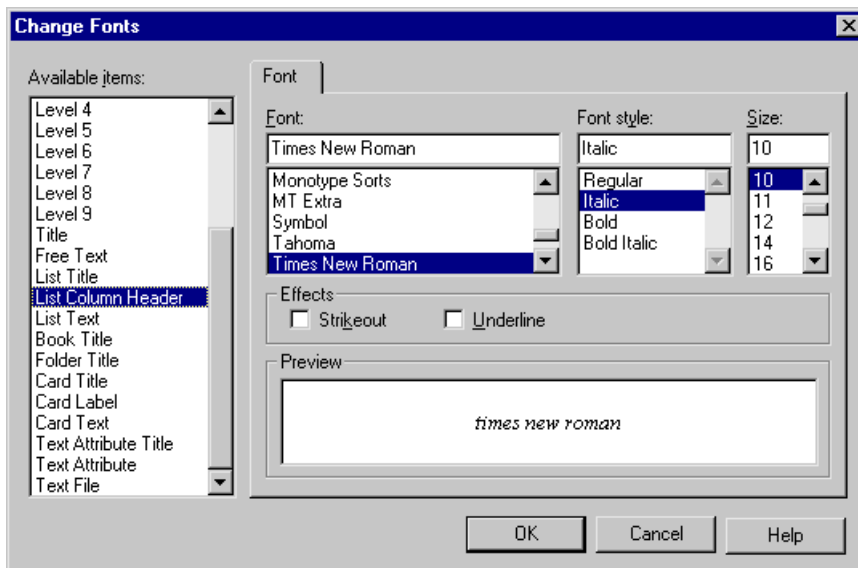 Change Fonts
Available items:
Level 4
Level 5
Level 6
Level 7
Level 8
Level 9
Title
Free Text
List Title
List Column Header
List Text
Book Title
Folder Title
Card Title
Card Label
Card Text
Text Attribute Title
Text Attribute
Text File
Font
Font:
Times New Roman
Monotype Sorts
MT Extra
Symbol
Tahoma
Times New Roman
Font style:
Italic
Regular
Italic
Bold
Bold Italic
Size:
10
10
11
12
14
16
Effects
Strikeout
Underline
Preview
times new roman
OK
Cancel
Help